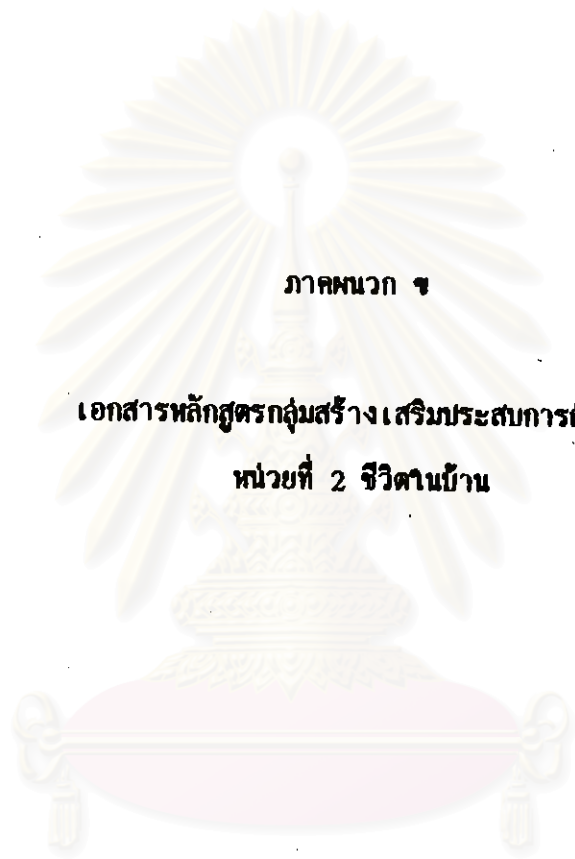 ภาคผนวก ข
เอกสารหลักสูตรกลุ่มสร้างเสริมประสบการ
หน่วยที่ 2 ชีวิตในบ้าน